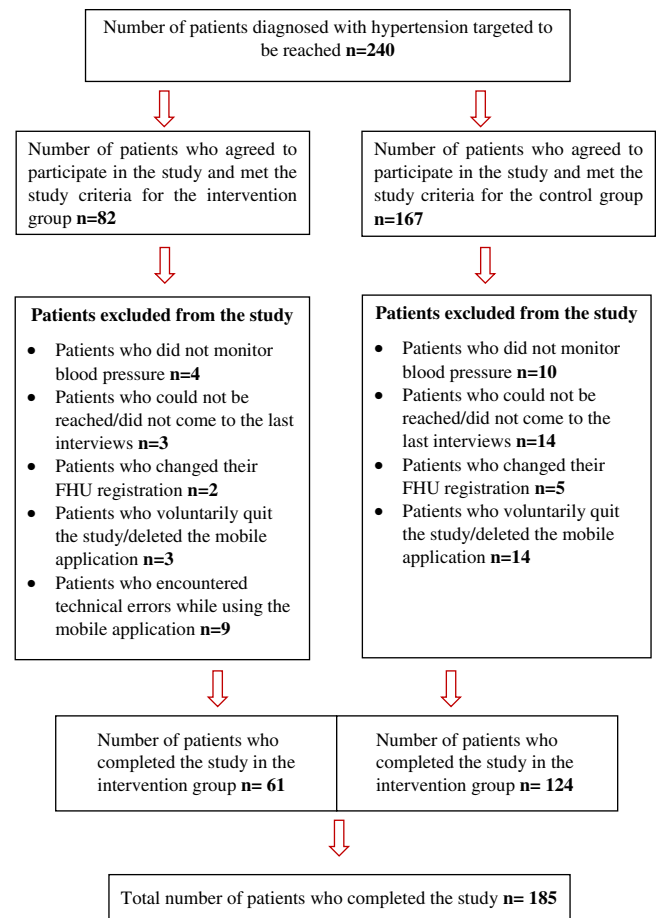 Number of patients diagnosed with hypertension targeted to
be reached n=240
Number of patients who agreed to
participate in the study and met the
study criteria for the intervention
group n=82
Number of patients who agreed to
participate in the study and met the
study criteria for the control group
n=167
Patients excluded from the study
• Patients who did not monitor
blood pressure n=4
• Patients who could not be
reached/did not come to the last
interviews n=3
• Patients who changed their
FHU registration n=2
• Patients who voluntarily quit
the study/deleted the mobile
application n=3
• Patients who encountered
technical errors while using the
mobile application n=9
Patients excluded from the study
• Patients who did not monitor
blood pressure n=10
• Patients who could not be
reached/did not come to the
last interviews n=14
• Patients who changed their
FHU registration n=5
• Patients who voluntarily quit
the study/deleted the mobile
application n=14
Number of patients who
completed the study in the
intervention group n= 61
Number of patients who
completed the study in the
intervention group n= 124
Total number of patients who completed the study n= 185